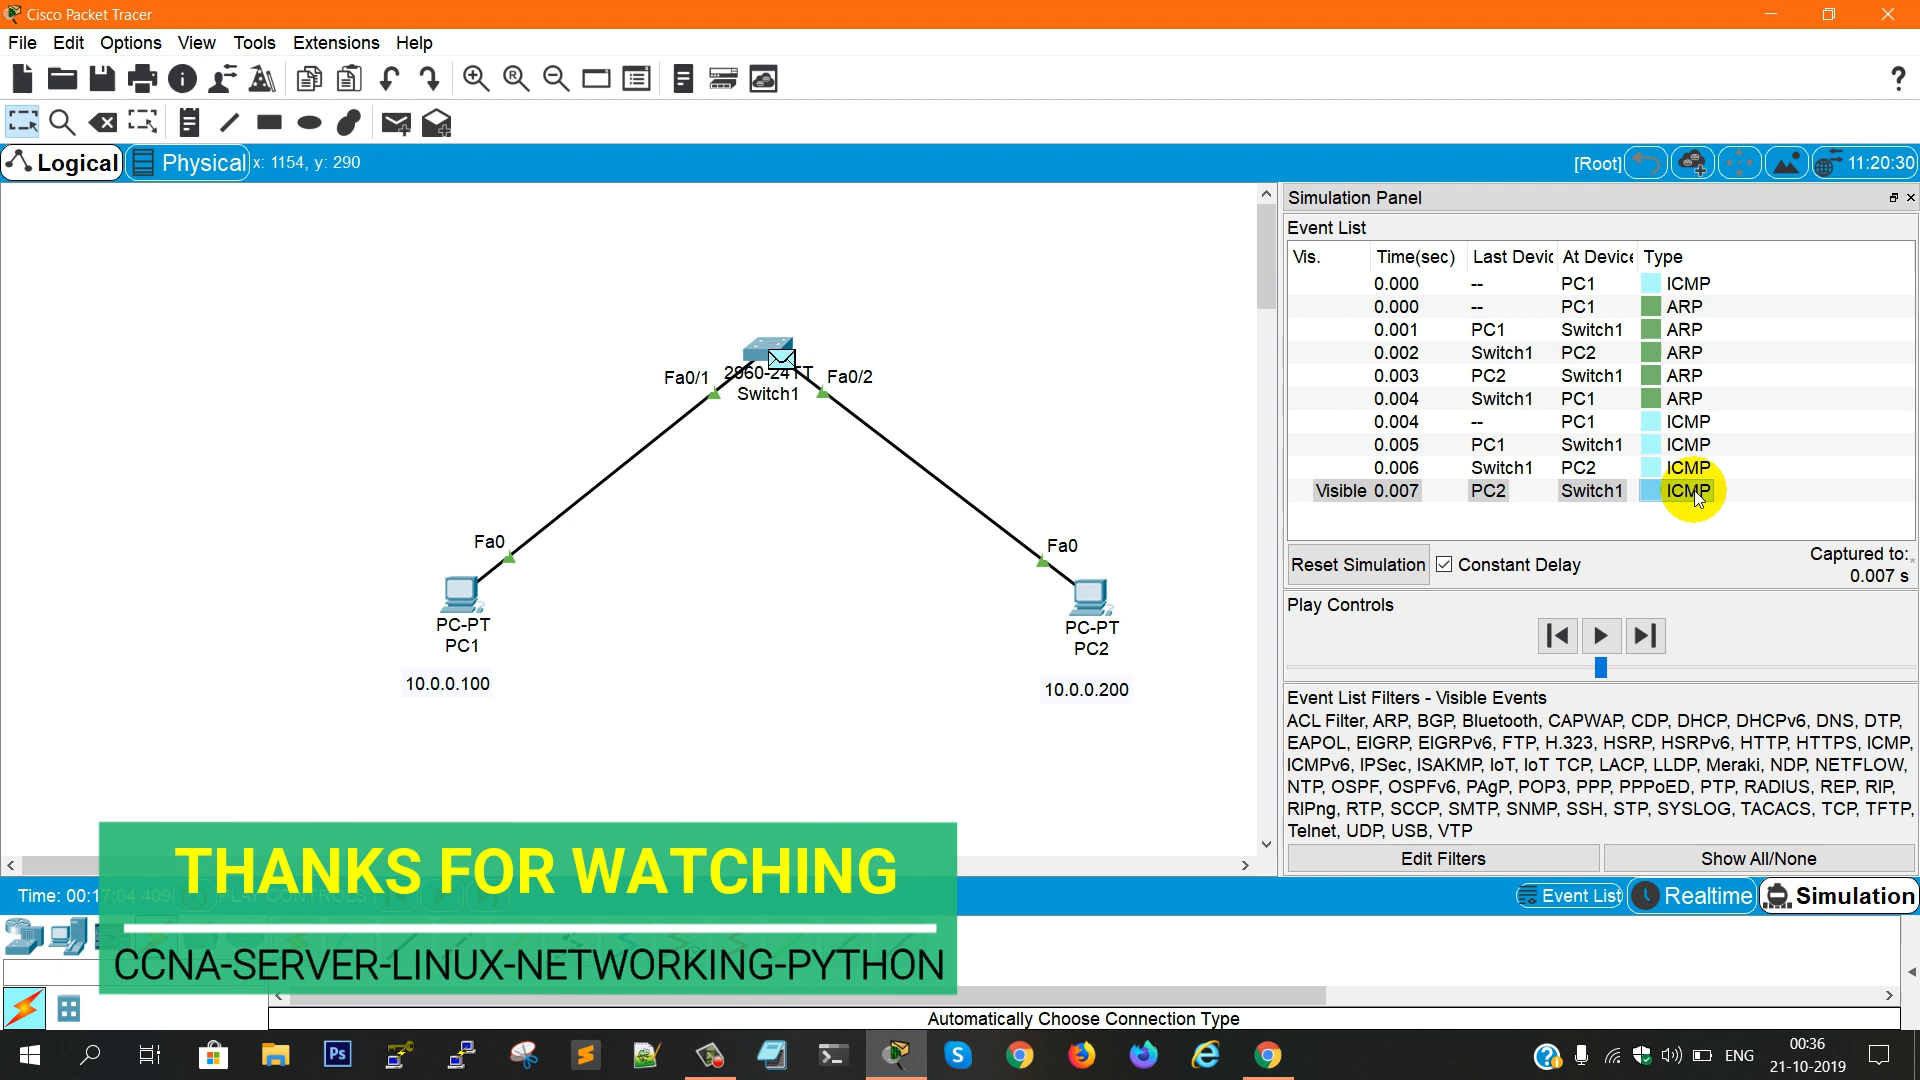 Cisco Packet Tracer
File Edit Options View Tools Extensions Help
Logical Physical x: 1154, y: 290 [Root] 11:20:30
Simulation Panel
Event List
Vis. Time(sec) Last Devic At Device Type
0.000 -- PC1 ICMP
0.000 -- PC1 ARP
0.001 PC1 Switch1 ARP
0.002 Switch1 PC2 ARP
0.003 PC2 Switch1 ARP
0.004 Switch1 PC1 ARP
0.004 -- PC1 ICMP
0.005 PC1 Switch1 ICMP
0.006 Switch1 PC2 ICMP
Visible 0.007 PC2 Switch1 ICMP
Reset Simulation Constant Delay Captured to:
0.007 s
Play Controls
Event List Filters - Visible Events
ACL Filter, ARP, BGP, Bluetooth, CAPWAP, CDP, DHCP, DHCPv6, DNS, DTP,
EAPOL, EIGRP, EIGRPv6, FTP, H.323, HSRP, HSRPv6, HTTP, HTTPS, ICMP,
ICMPv6, IPSec, ISAKMP, IoT, IoT TCP, LACP, LLDP, Meraki, NDP, NETFLOW,
NTP, OSPF, OSPFv6, PAgP, POP3, PPP, PPPoED, PTP, RADIUS, REP, RIP,
RIPng, RTP, SCCP, SMTP, SNMP, SSH, STP, SYSLOG, TACACS, TCP, TFTP,
Telnet, UDP, USB, VTP
Edit Filters Show All/None
Fa0/1 2960-24TT Fa0/2
Switch1
Fa0
PC-PT
PC1
10.0.0.100
Fa0
PC-PT
PC2
10.0.0.200
Time: 00:17:04.409 PLAY CONTROLS: Event List Realtime Simulation
THANKS FOR WATCHING
CCNA-SERVER-LINUX-NETWORKING-PYTHON
Automatically Choose Connection Type
Ps
ENG 00:36
21-10-2019